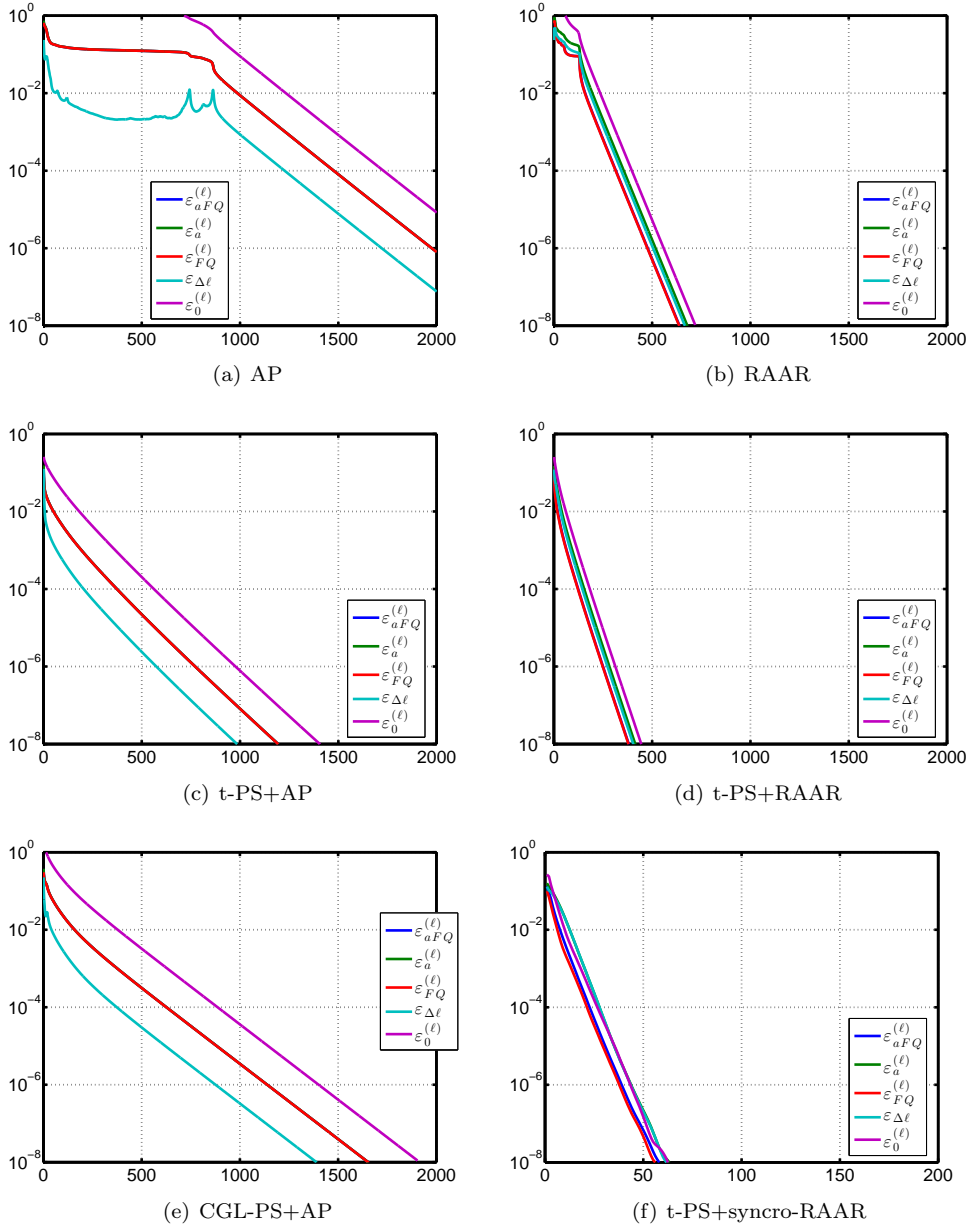 10^0
10^{-2}
10^{-4}
10^{-6}
10^{-8}
0 500 1000 1500 2000
ε_{aFQ}^{(ℓ)}
ε_a^{(ℓ)}
ε_{FQ}^{(ℓ)}
ε_{Δℓ}
ε_0^{(ℓ)}
(a) AP
10^0
10^{-2}
10^{-4}
10^{-6}
10^{-8}
0 500 1000 1500 2000
ε_{aFQ}^{(ℓ)}
ε_a^{(ℓ)}
ε_{FQ}^{(ℓ)}
ε_{Δℓ}
ε_0^{(ℓ)}
(b) RAAR
10^0
10^{-2}
10^{-4}
10^{-6}
10^{-8}
0 500 1000 1500 2000
ε_{aFQ}^{(ℓ)}
ε_a^{(ℓ)}
ε_{FQ}^{(ℓ)}
ε_{Δℓ}
ε_0^{(ℓ)}
(c) t-PS+AP
10^0
10^{-2}
10^{-4}
10^{-6}
10^{-8}
0 500 1000 1500 2000
ε_{aFQ}^{(ℓ)}
ε_a^{(ℓ)}
ε_{FQ}^{(ℓ)}
ε_{Δℓ}
ε_0^{(ℓ)}
(d) t-PS+RAAR
10^0
10^{-2}
10^{-4}
10^{-6}
10^{-8}
0 500 1000 1500 2000
ε_{aFQ}^{(ℓ)}
ε_a^{(ℓ)}
ε_{FQ}^{(ℓ)}
ε_{Δℓ}
ε_0^{(ℓ)}
(e) CGL-PS+AP
10^0
10^{-2}
10^{-4}
10^{-6}
10^{-8}
0 50 100 150 200
ε_{aFQ}^{(ℓ)}
ε_a^{(ℓ)}
ε_{FQ}^{(ℓ)}
ε_{Δℓ}
ε_0^{(ℓ)}
(f) t-PS+syncro-RAAR